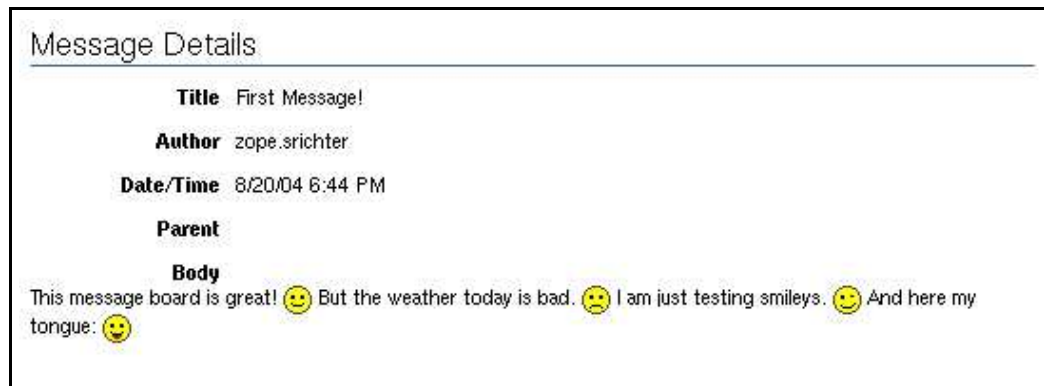 Message Details
Title First Message!
Author zope.srichter
Date/Time 8/20/04 6:44 PM
Parent
Body
This message board is great! But the weather today is bad. I am just testing smileys. And here my
tongue: